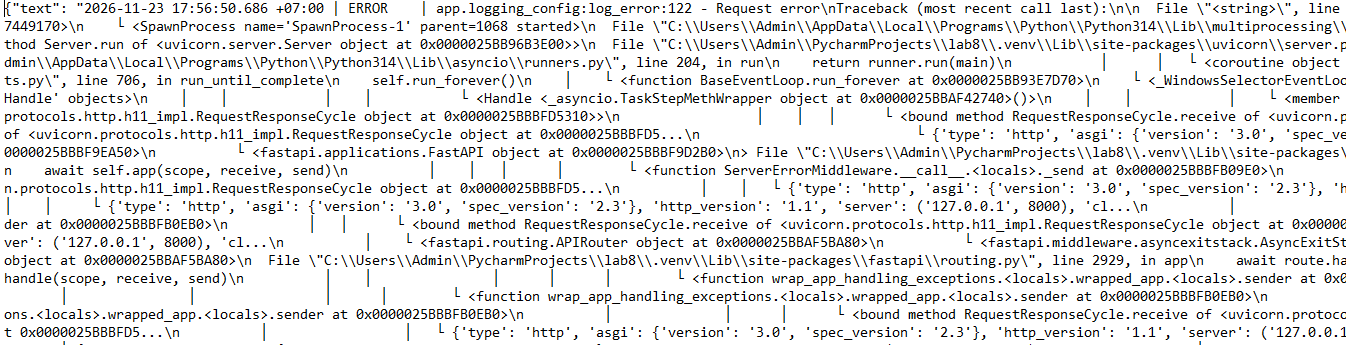 {"text": "2026-11-23 17:56:50.686 +07:00 | ERROR    | app.logging_config:log_error:122 - Request error\nTraceback (most recent call last):\n\n  File \"<string>\", line
7449170>\n    └ <SpawnProcess name='SpawnProcess-1' parent=1068 started>\n  File \"C:\\Users\\Admin\\AppData\\Local\\Programs\\Python\\Python314\\Lib\\multiprocessing\\
thod Server.run of <uvicorn.server.Server object at 0x0000025BB96B3E00>>\n  File \"C:\\Users\\Admin\\PycharmProjects\\lab8\\.venv\\Lib\\site-packages\\uvicorn\\server.p
dmin\\AppData\\Local\\Programs\\Python\\Python314\\Lib\\asyncio\\runners.py\", line 204, in run\n    return runner.run(main)\n           │      │   └ <coroutine object
ts.py\", line 706, in run_until_complete\n    self.run_forever()\n    │    └ <function BaseEventLoop.run_forever at 0x0000025BB93E7D70>\n    └ <_WindowsSelectorEventLoo
Handle' objects>\n    │    │            │    │           └ <Handle <_asyncio.TaskStepMethWrapper object at 0x0000025BBAF42740>()>\n    │    │            │    └ <member
protocols.http.h11_impl.RequestResponseCycle object at 0x0000025BBBFD5310>>\n                   │    │    │      └ <bound method RequestResponseCycle.receive of <uvicorn.p
of <uvicorn.protocols.http.h11_impl.RequestResponseCycle object at 0x0000025BBBFD5...\n                 └ {'type': 'http', 'asgi': {'version': '3.0', 'spec_ve
0000025BBBF9EA50>\n          └ <fastapi.applications.FastAPI object at 0x0000025BBBF9D2B0>\n> File \"C:\\Users\\Admin\\PycharmProjects\\lab8\\.venv\\Lib\\site-packages\
n    await self.app(scope, receive, send)\n          │    │   │      │        └ <function ServerErrorMiddleware.__call__.<locals>._send at 0x0000025BBBFB09E0>\n
n.protocols.http.h11_impl.RequestResponseCycle object at 0x0000025BBBFD5...\n          │    │   └ {'type': 'http', 'asgi': {'version': '3.0', 'spec_version': '2.3'}, 'h
│    │    └ {'type': 'http', 'asgi': {'version': '3.0', 'spec_version': '2.3'}, 'http_version': '1.1', 'server': ('127.0.0.1', 8000), 'cl...\n          │
der at 0x0000025BBBFB0EB0>\n          │   │      └ <bound method RequestResponseCycle.receive of <uvicorn.protocols.http.h11_impl.RequestResponseCycle object at 0x00000
ver': ('127.0.0.1', 8000), 'cl...\n          │    └ <fastapi.routing.APIRouter object at 0x0000025BBAF5BA80>\n          └ <fastapi.middleware.asyncexitstack.AsyncExitSt
object at 0x0000025BBAF5BA80>\n  File \"C:\\Users\\Admin\\PycharmProjects\\lab8\\.venv\\Lib\\site-packages\\fastapi\\routing.py\", line 2929, in app\n    await route.ha
handle(scope, receive, send)\n          │    │      │      │        └ <function wrap_app_handling_exceptions.<locals>.wrapped_app.<locals>.sender at 0x0
│               │        │      └ <function wrap_app_handling_exceptions.<locals>.wrapped_app.<locals>.sender at 0x0000025BBBFB0EB0>\n
ons.<locals>.wrapped_app.<locals>.sender at 0x0000025BBBFB0EB0>\n                │               │        └ <bound method RequestResponseCycle.receive of <uvicorn.protoco
t 0x0000025BBBFD5...\n            │                    │      └ {'type': 'http', 'asgi': {'version': '3.0', 'spec_version': '2.3'}, 'http_version': '1.1', 'server': ('127.0.